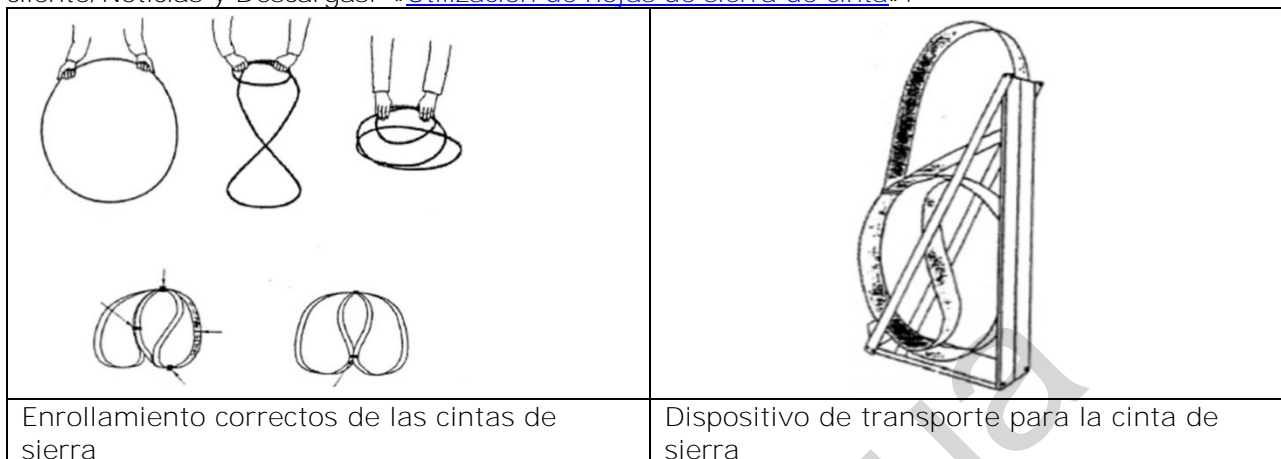 cliente/Noticias y Descargas: «Utilización de hojas de sierra de cinta».
Enrollamiento correctos de las cintas de
sierra
Dispositivo de transporte para la cinta de
sierra
ua